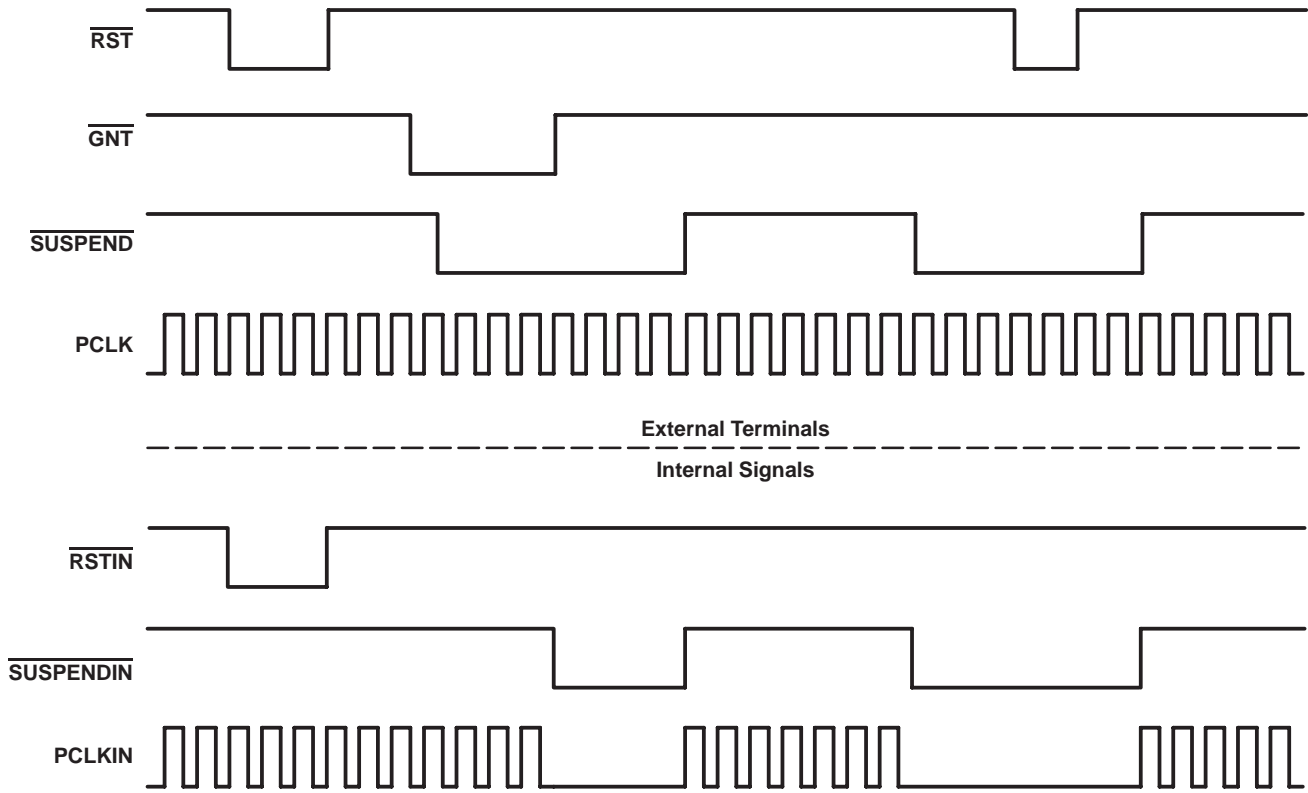 RST
GNT
SUSPEND
PCLK
External Terminals
Internal Signals
RSTIN
SUSPENDIN
PCLKIN